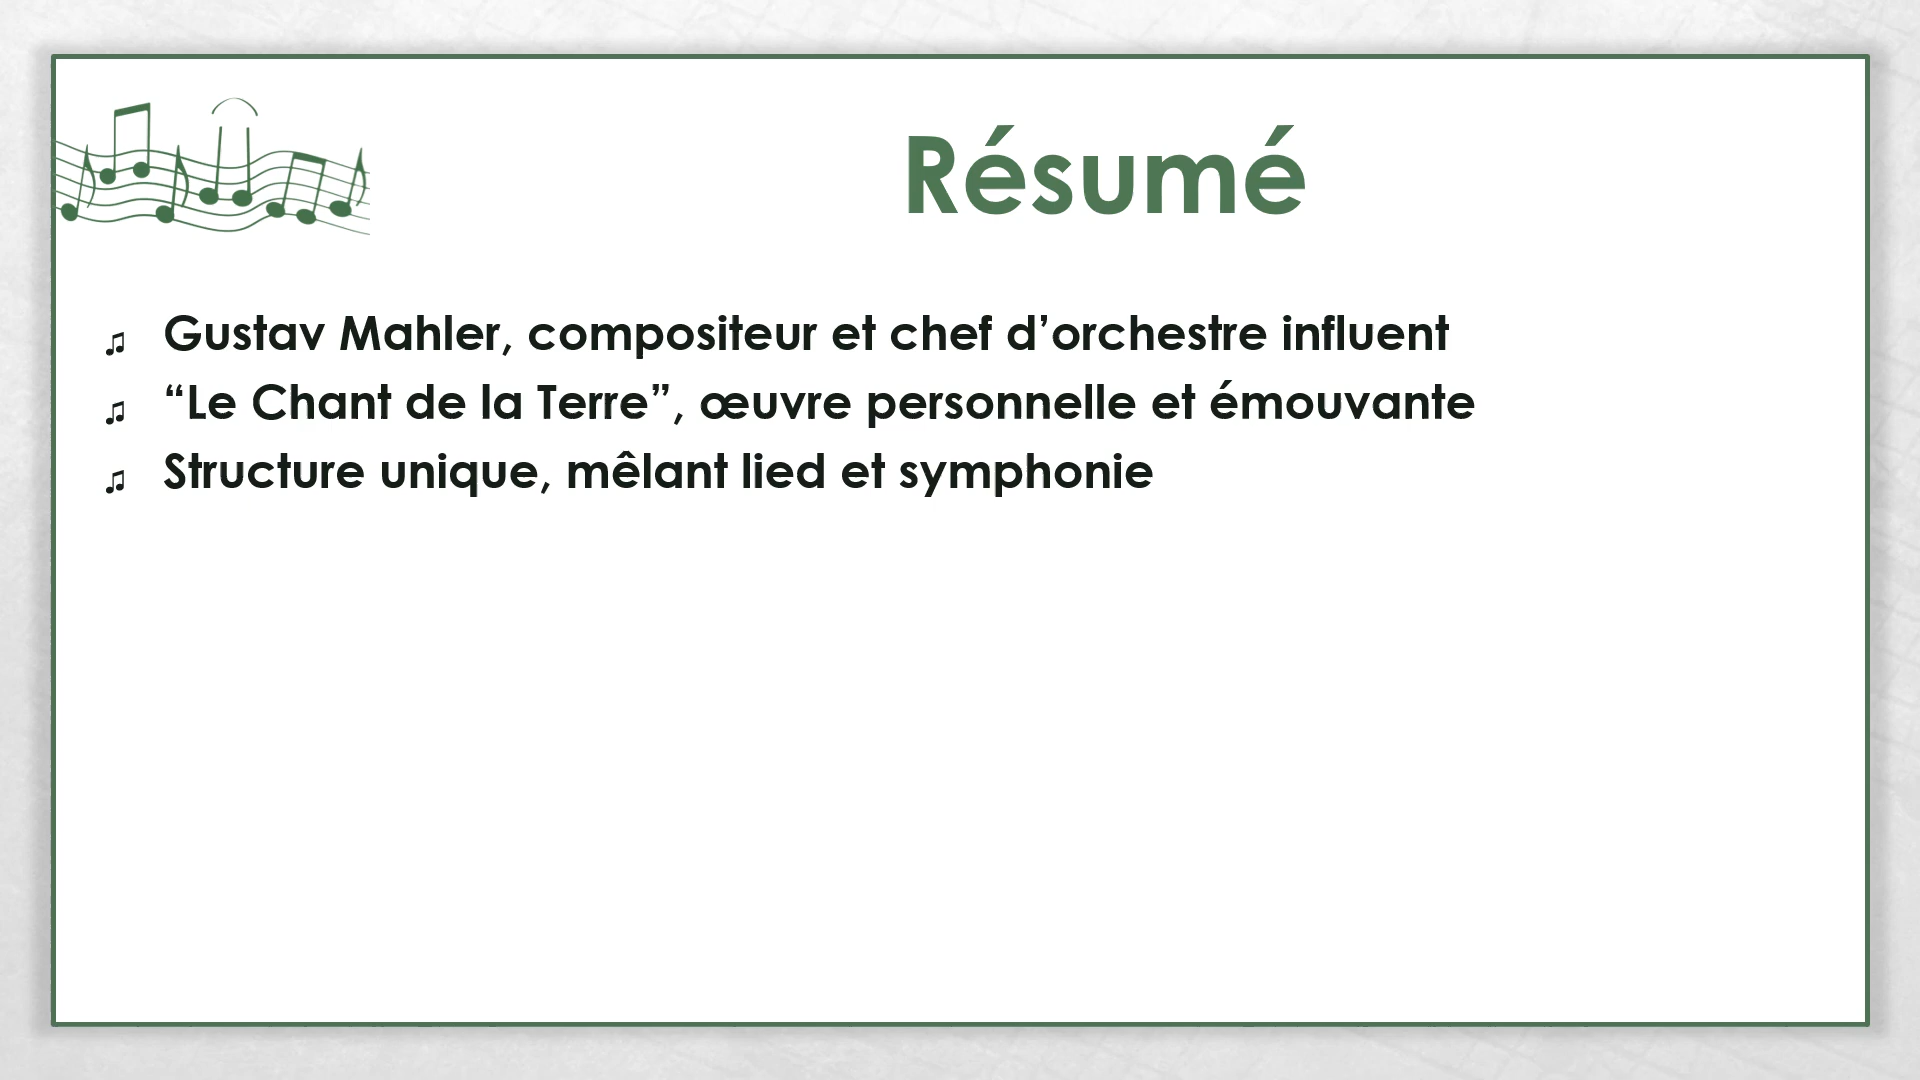 Résumé
♫ Gustav Mahler, compositeur et chef d’orchestre influent
♫ “Le Chant de la Terre”, œuvre personnelle et émouvante
♫ Structure unique, mêlant lied et symphonie